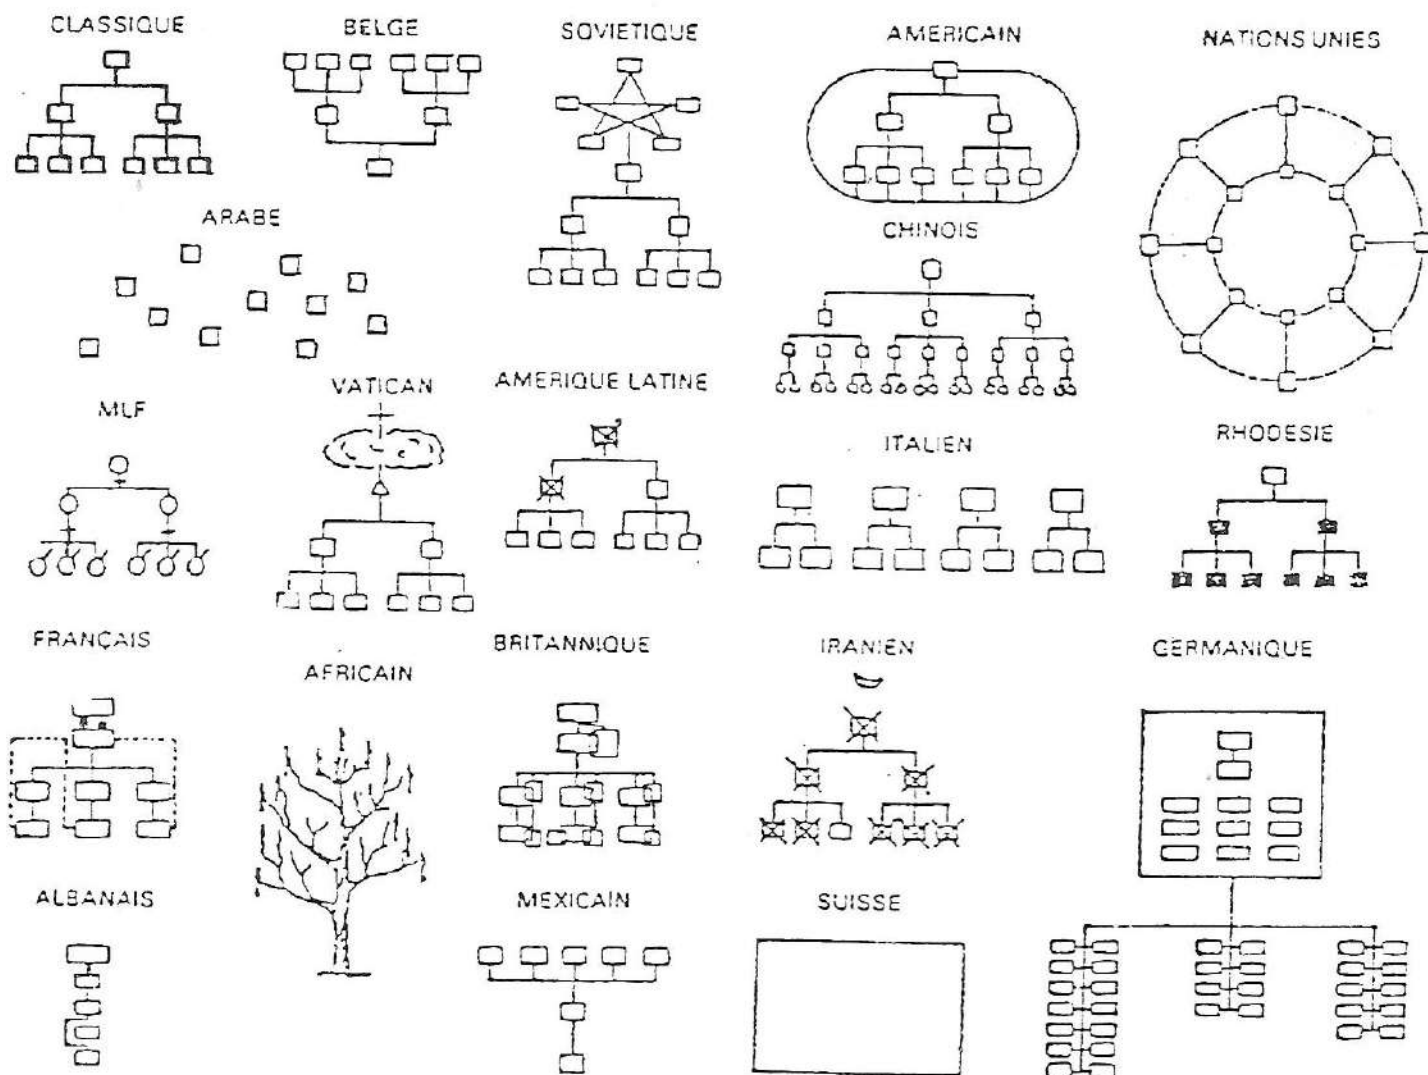 CLASSIQUE
BELGE
SOVIETIQUE
AMERICAIN
NATIONS UNIES
ARABE
CHINOIS
MLF
VATICAN
AMERIQUE LATINE
ITALIEN
RHODESIE
FRANÇAIS
AFRICAIN
BRITANNIQUE
IRANIEN
GERMANIQUE
ALBANAIS
MEXICAIN
SUISSE